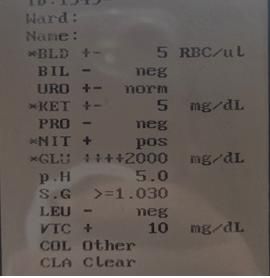 Ward:
Name:
*BLD +- 5 RBC/ul
BIL - neg
URO +- norm
*KET +- 5 mg/dL
PRO - neg
*NIT + pos
*GLU ++++2000 mg/dL
p.H 5.0
S.G >=1.030
LEU - neg
VTC + 10 mg/dL
COL Other
CLA Clear